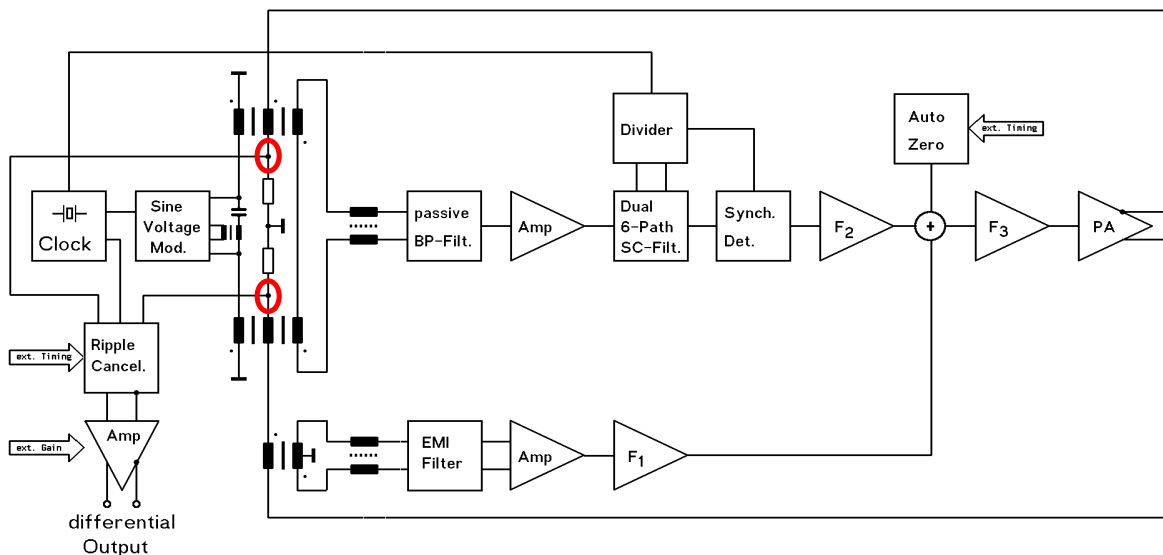 Clock
Sine
Voltage
Mod.
ext. Timing
Ripple
Cancel.
ext. Gain
Amp
differential
Output
passive
BP-Filt.
Amp
Divider
Dual
6-Path
SC-Filt.
Synch.
Det.
F2
Auto
Zero
ext. Timing
+
F3
PA
EMI
Filter
Amp
F1